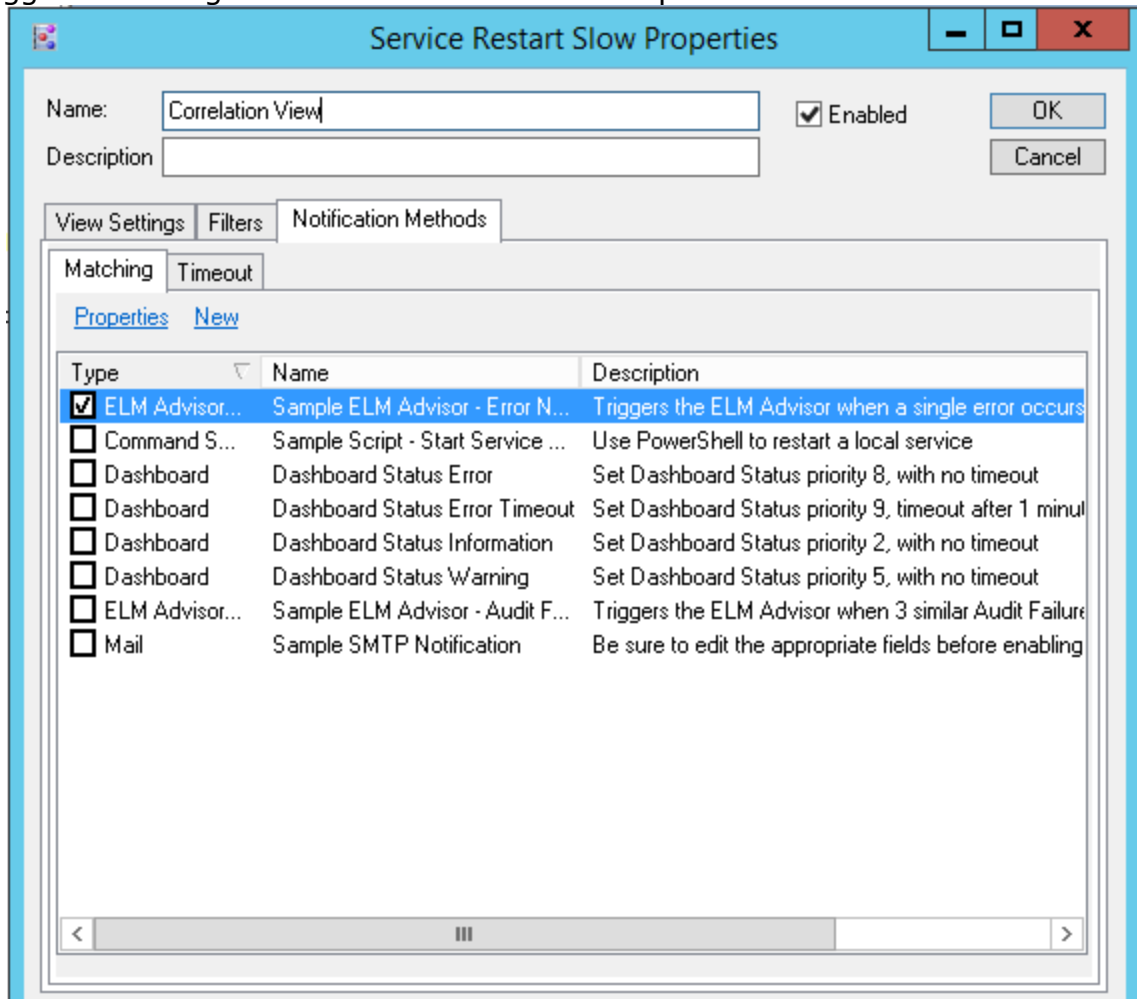 Service Restart Slow Properties
Name: Correlation View Enabled OK
Description Cancel
View Settings Filters Notification Methods
Matching Timeout
Properties New
Type Name Description
ELM Advisor... Sample ELM Advisor - Error N... Triggers the ELM Advisor when a single error occurs
Command S... Sample Script - Start Service ... Use PowerShell to restart a local service
Dashboard Dashboard Status Error Set Dashboard Status priority 8, with no timeout
Dashboard Dashboard Status Error Timeout Set Dashboard Status priority 9, timeout after 1 minut
Dashboard Dashboard Status Information Set Dashboard Status priority 2, with no timeout
Dashboard Dashboard Status Warning Set Dashboard Status priority 5, with no timeout
ELM Advisor... Sample ELM Advisor - Audit F... Triggers the ELM Advisor when 3 similar Audit Failure
Mail Sample SMTP Notification Be sure to edit the appropriate fields before enabling